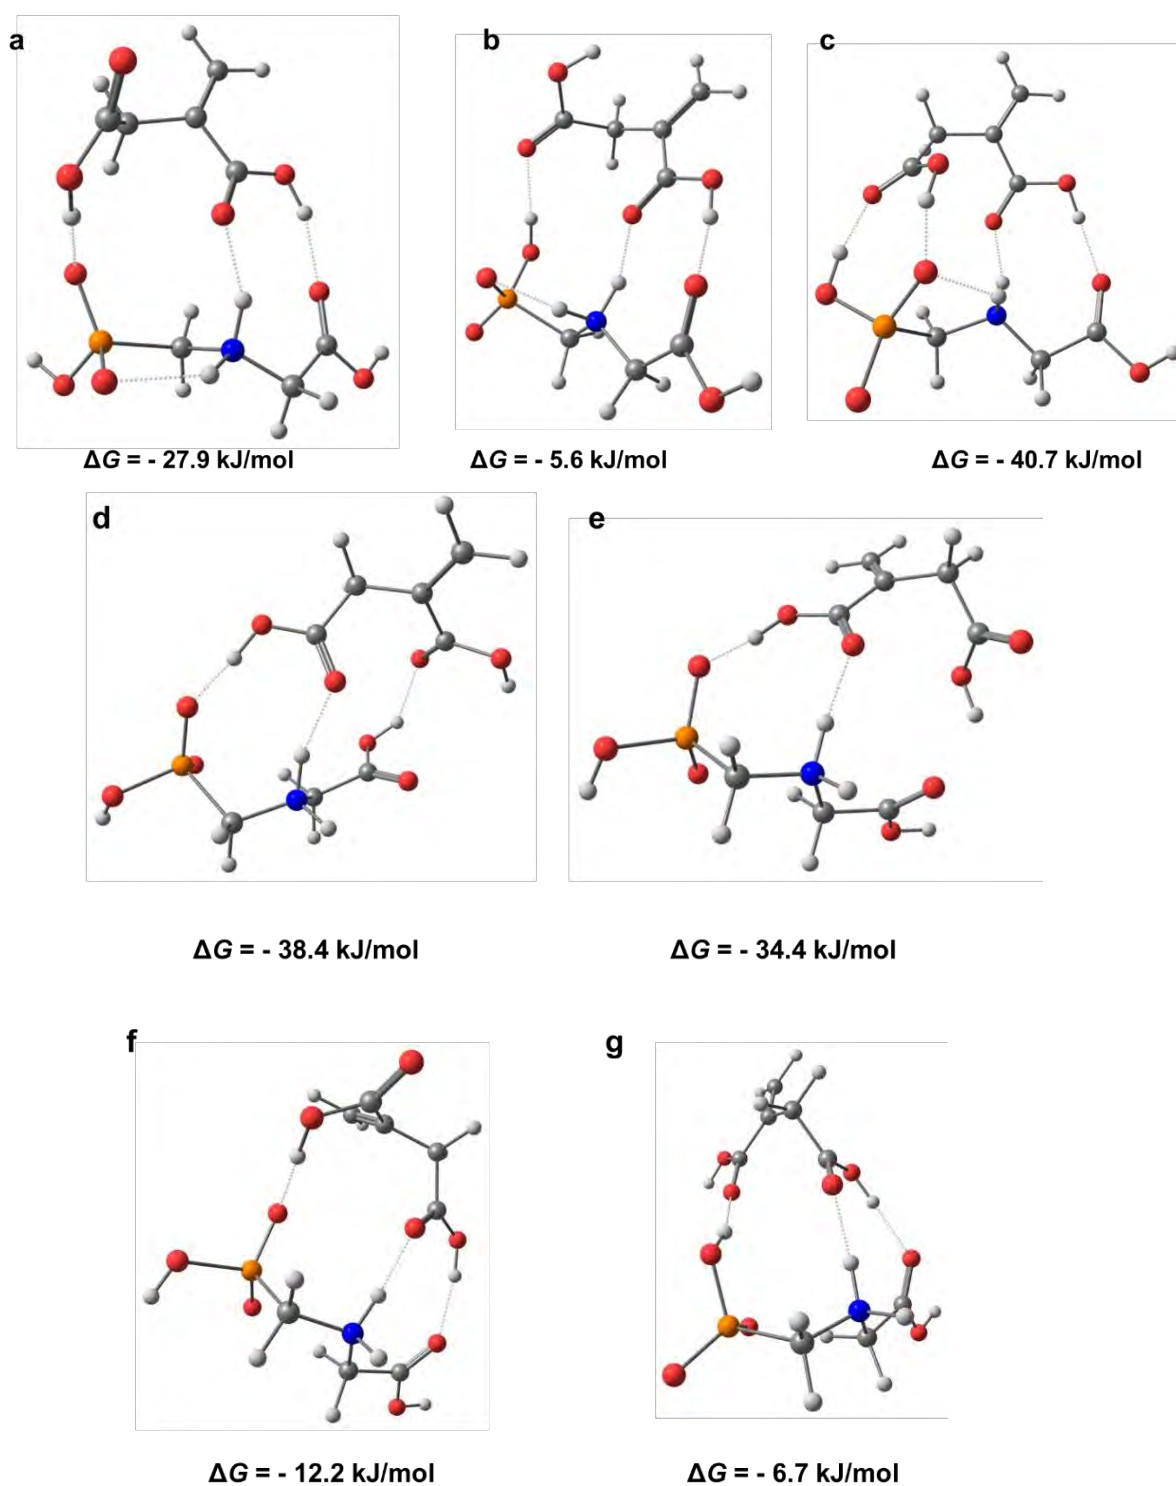 a b c
ΔG = - 27.9 kJ/mol ΔG = - 5.6 kJ/mol ΔG = - 40.7 kJ/mol
d e
ΔG = - 38.4 kJ/mol ΔG = - 34.4 kJ/mol
f g
ΔG = - 12.2 kJ/mol ΔG = - 6.7 kJ/mol